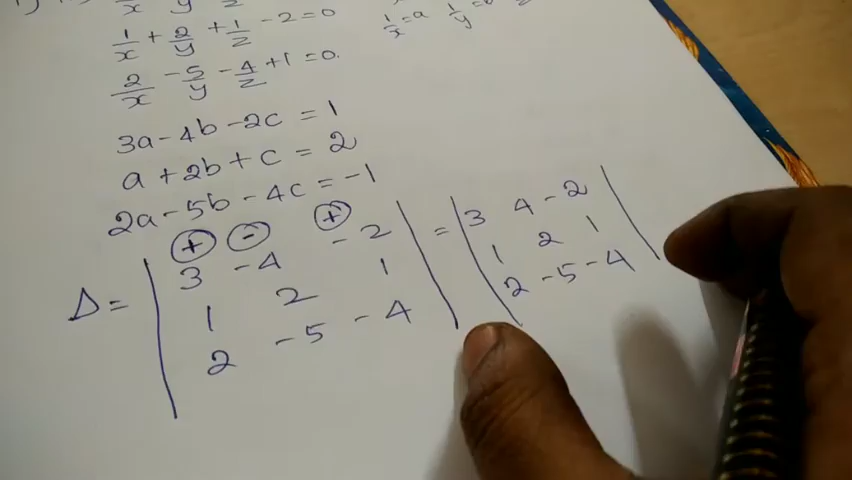 1/x + 2/y + 1/z - 2 = 0
1/x = a 1/y =
2/x - 5/y - 4/z + 1 = 0.
3a - 4b - 2c = 1
a + 2b + c = 2
2a - 5b - 4c = -1
+ - +
Δ = | 3 -4 -2 | = | 3 4 -2 |
| 1 2 1 | | 1 2 1 |
| 2 -5 -4 | | 2 -5 -4 |